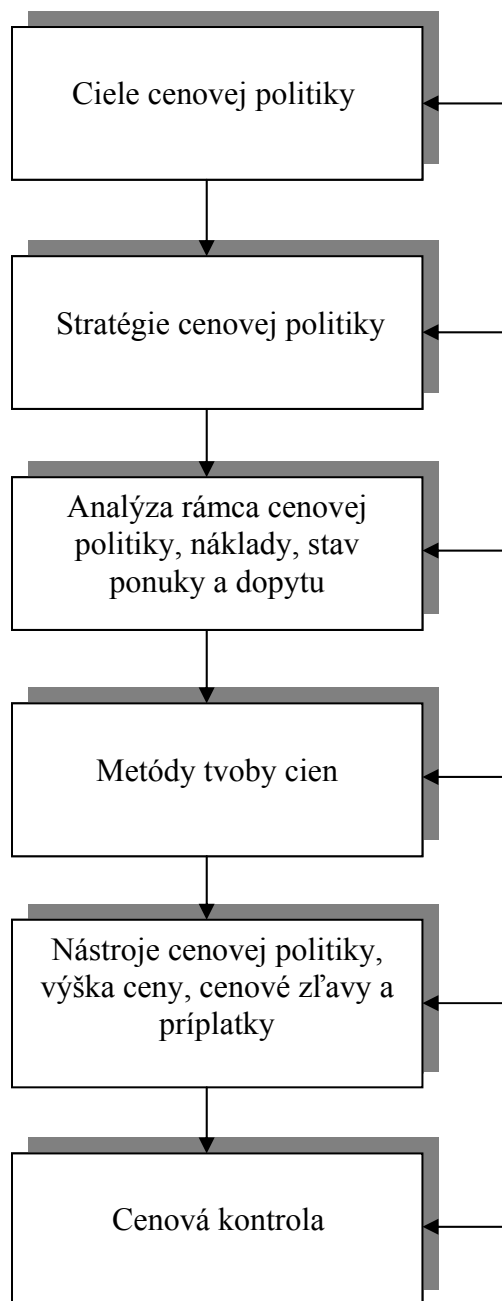 Ciele cenovej politiky
Stratégie cenovej politiky
Analýza rámca cenovej
politiky, náklady, stav
ponuky a dopytu
Metódy tvoby cien
Nástroje cenovej politiky,
výška ceny, cenové zľavy a
príplatky
Cenová kontrola